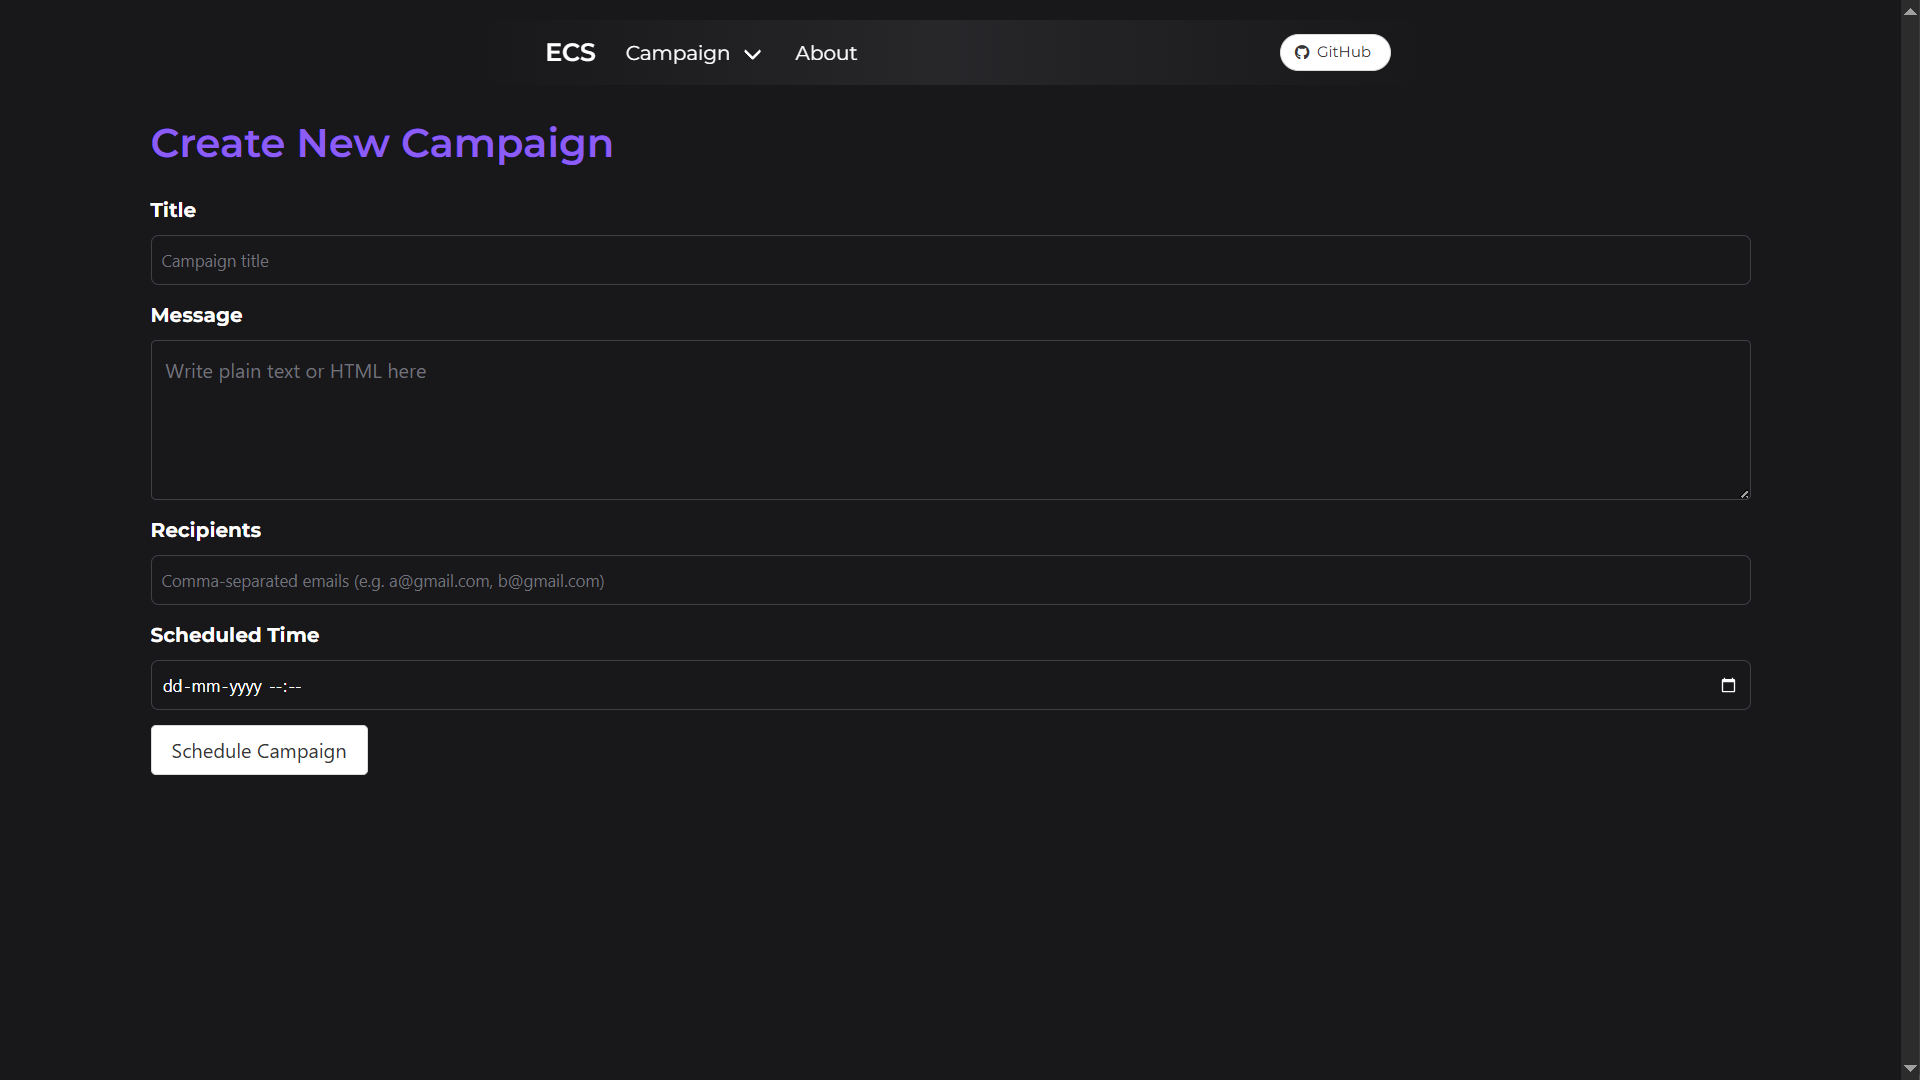 ECS Campaign About GitHub
Create New Campaign
Title
Campaign title
Message
Write plain text or HTML here
Recipients
Comma-separated emails (e.g. a@gmail.com, b@gmail.com)
Scheduled Time
dd-mm-yyyy --:--
Schedule Campaign